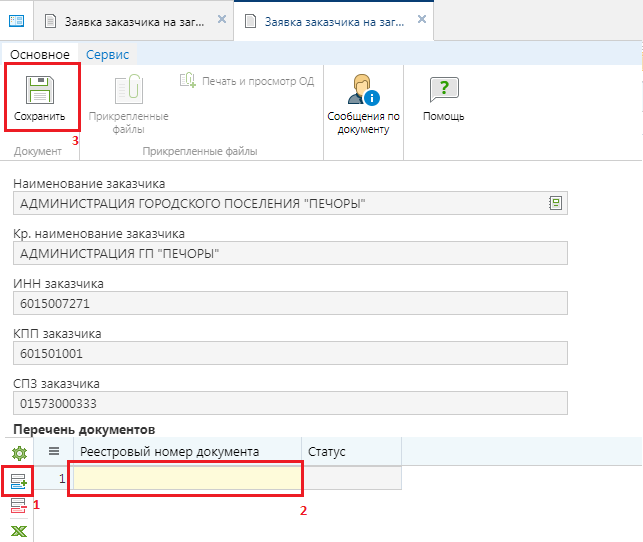 Заявка заказчика на заг...
Заявка заказчика на заг...
Основное Сервис
Сохранить
3
Документ
Прикрепленные
файлы
Печать и просмотр ОД
Прикрепленные файлы
Сообщения по
документу
Помощь
Наименование заказчика
АДМИНИСТРАЦИЯ ГОРОДСКОГО ПОСЕЛЕНИЯ "ПЕЧОРЫ"
Кр. наименование заказчика
АДМИНИСТРАЦИЯ ГП "ПЕЧОРЫ"
ИНН заказчика
6015007271
КПП заказчика
601501001
СПЗ заказчика
01573000333
Перечень документов
Реестровый номер документа Статус
1
1
2